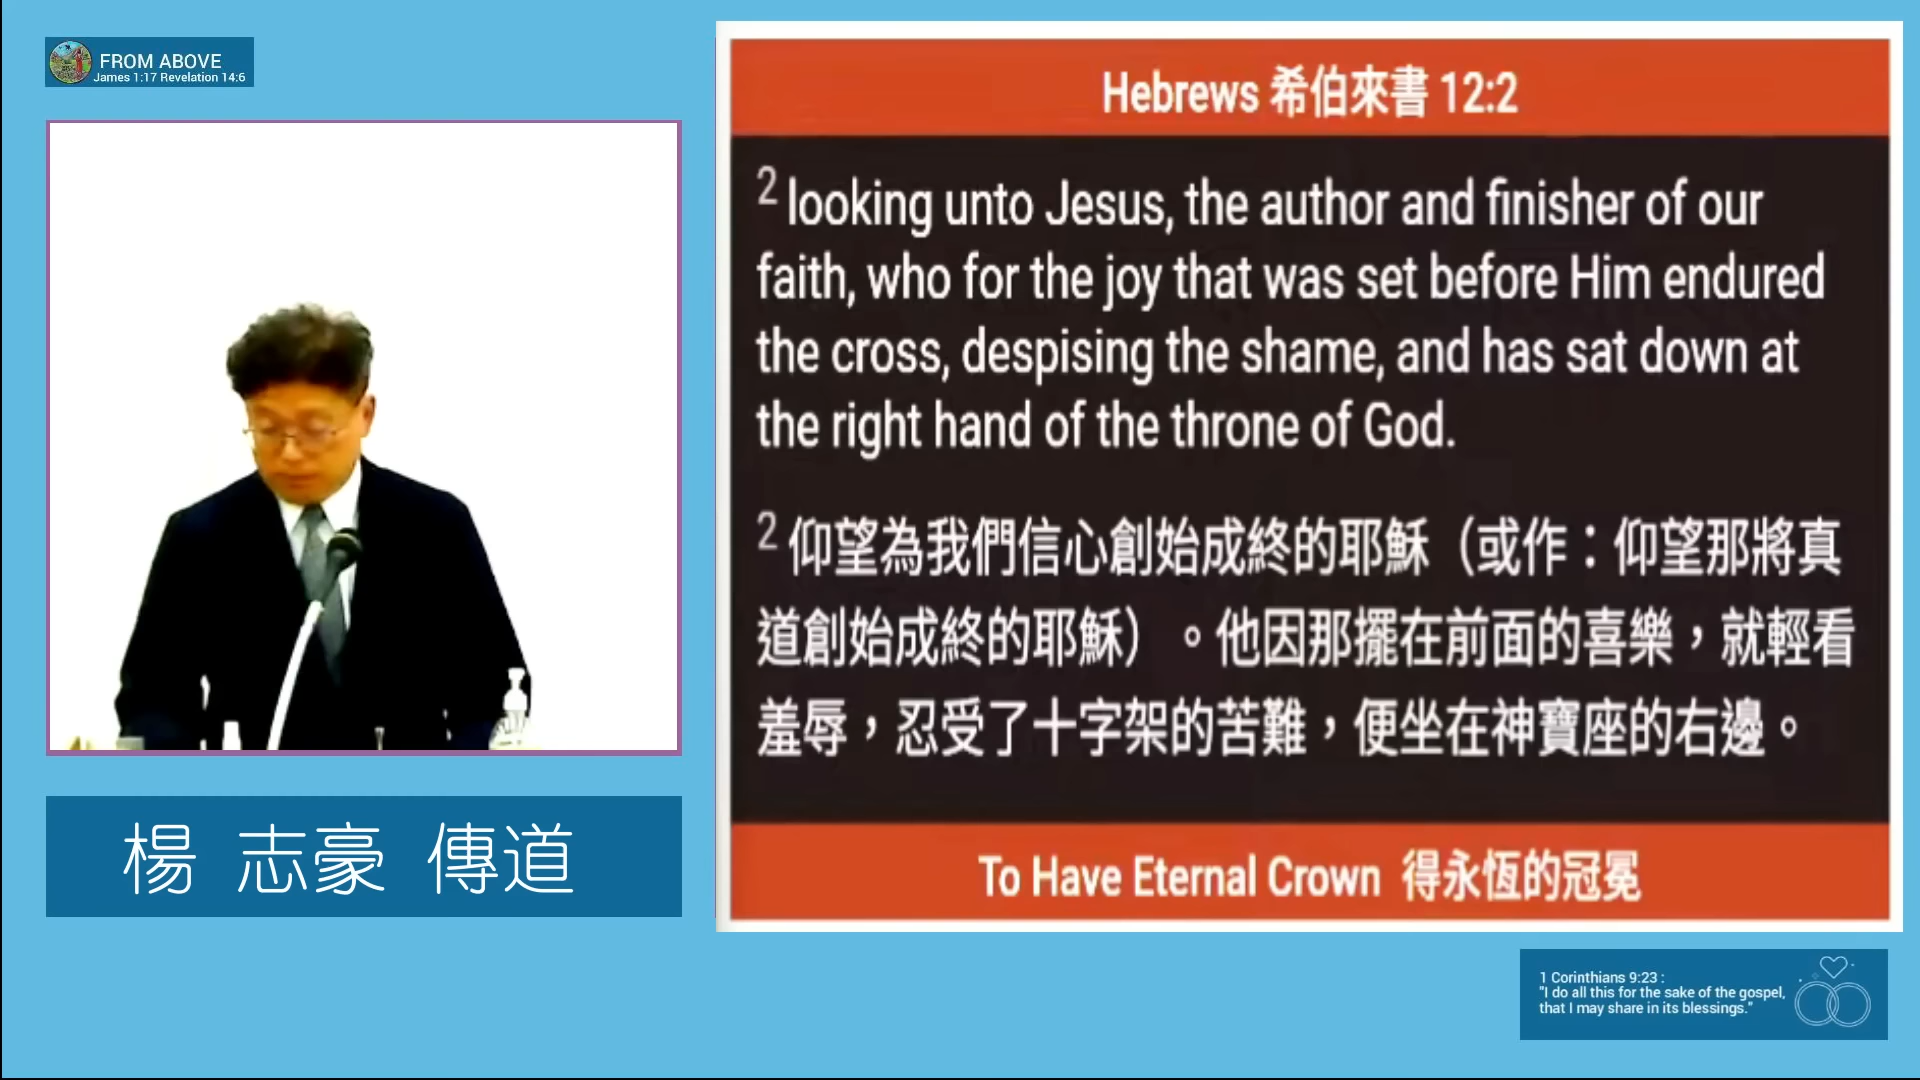 FROM ABOVE
James 1:17 Revelation 14:6
Hebrews 希伯來書 12:2
2 looking unto Jesus, the author and finisher of our
faith, who for the joy that was set before Him endured
the cross, despising the shame, and has sat down at
the right hand of the throne of God.
2 仰望為我們信心創始成終的耶穌（或作：仰望那將真
道創始成終的耶穌）。他因那擺在前面的喜樂，就輕看
羞辱，忍受了十字架的苦難，便坐在神寶座的右邊。
To Have Eternal Crown 得永恆的冠冕
楊 志豪 傳道
1 Corinthians 9:23 :
"I do all this for the sake of the gospel,
that I may share in its blessings."